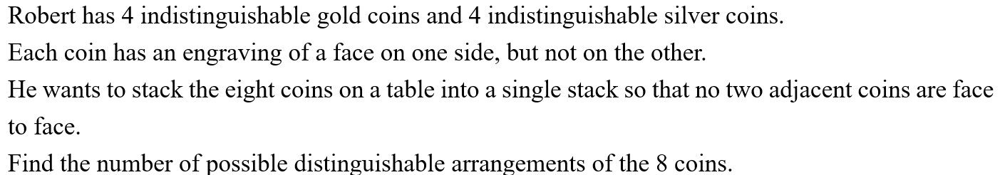 Robert has 4 indistinguishable gold coins and 4 indistinguishable silver coins.
Each coin has an engraving of a face on one side, but not on the other.
He wants to stack the eight coins on a table into a single stack so that no two adjacent coins are face
to face.
Find the number of possible distinguishable arrangements of the 8 coins.